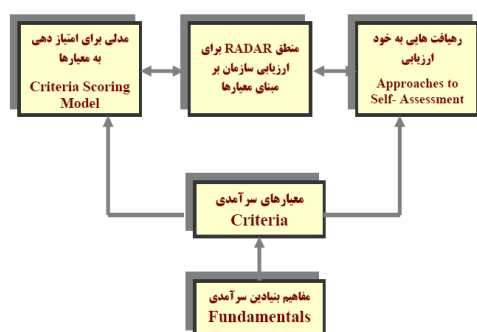 مدلی برای امتیاز دهی
به معیارها
Criteria Scoring
Model
منطق RADAR برای
ارزیابی سازمان بر
مبنای معیارها
رهیافت هایی به خود
ارزیابی
Approaches to
Self- Assessment
معیارهای سرآمدی
Criteria
مفاهیم بنیادین سرآمدی
Fundamentals